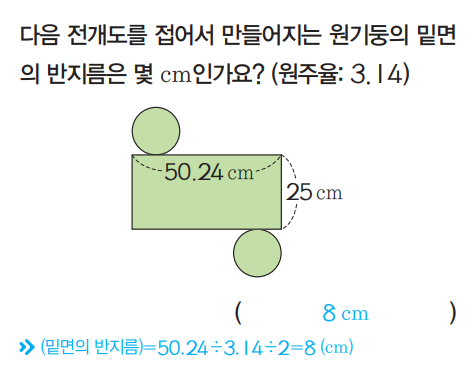 다음 전개도를 접어서 만들어지는 원기둥의 밑면
의 반지름은 몇 cm인가요? (원주율: 3.14)
50.24 cm
25 cm
( 8 cm )
(밑면의 반지름)=50.24÷3.14÷2=8 (cm)